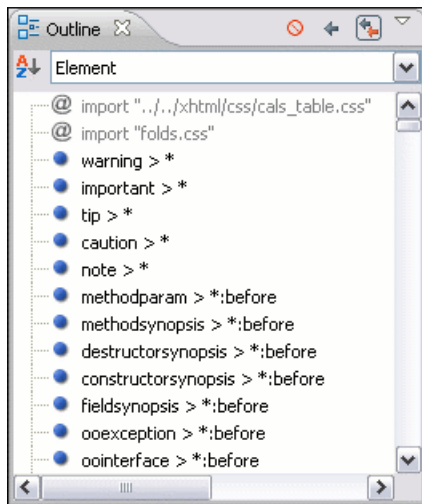 Outline
Element
@ import "../../xhtml/css/cals_table.css"
@ import "folds.css"
warning > *
important > *
tip > *
caution > *
note > *
methodparam > *:before
methodsynopsis > *:before
destructorsynopsis > *:before
constructorsynopsis > *:before
fieldsynopsis > *:before
ooexception > *:before
oointerface > *:before